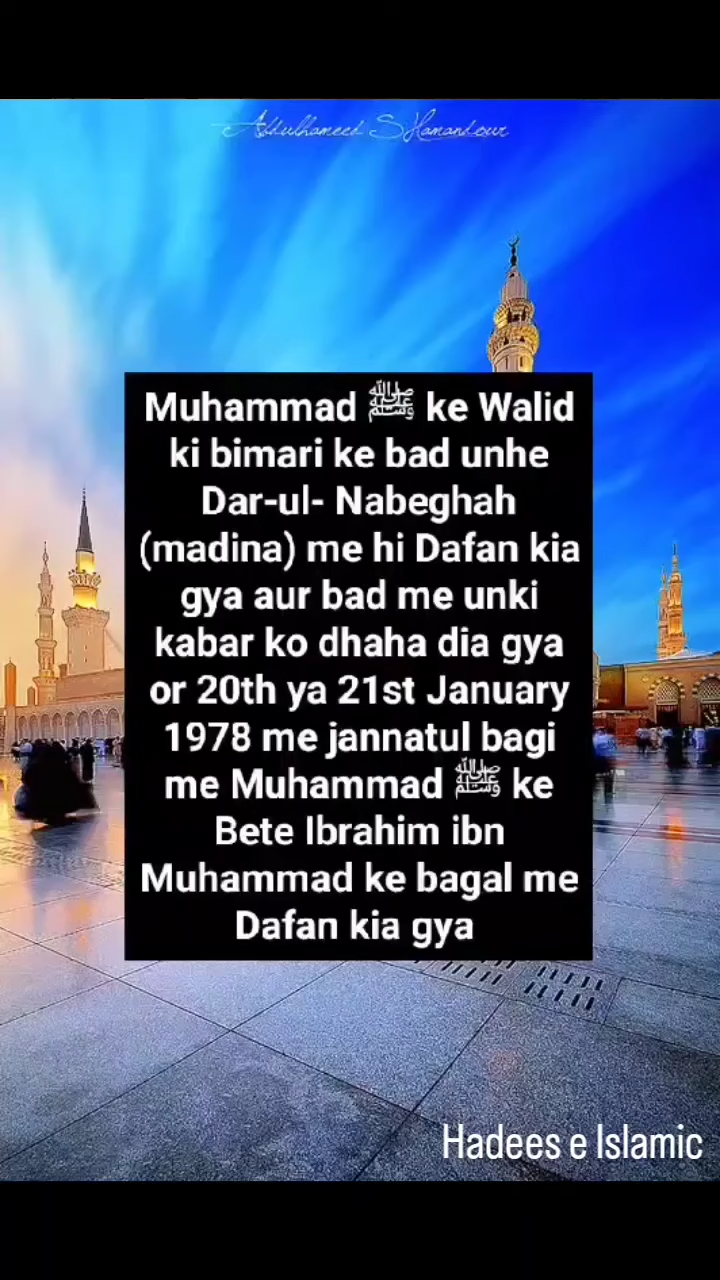 Abdulhameed S Hamandour
Muhammad ﷺ ke Walid
ki bimari ke bad unhe
Dar-ul- Nabeghah
(madina) me hi Dafan kia
gya aur bad me unki
kabar ko dhaha dia gya
or 20th ya 21st January
1978 me jannatul bagi
me Muhammad ﷺ ke
Bete Ibrahim ibn
Muhammad ke bagal me
Dafan kia gya
Hadees e Islamic